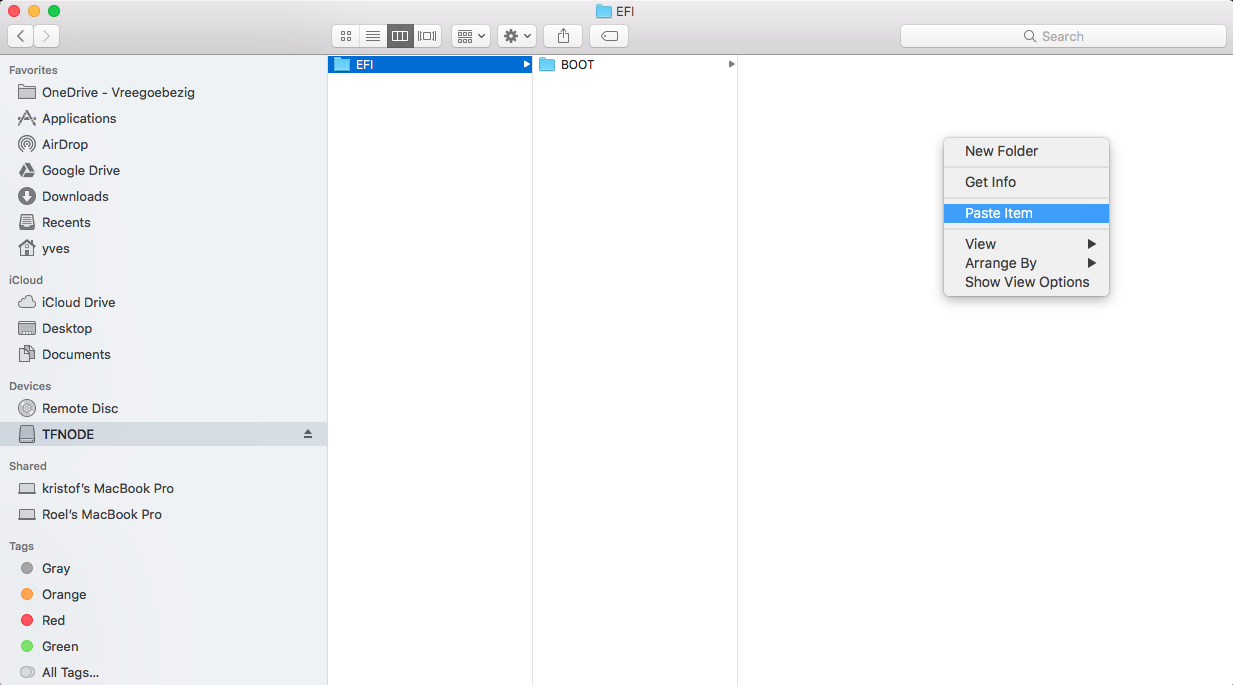 EFI
Search
Favorites
OneDrive - Vreegoebezig
Applications
AirDrop
Google Drive
Downloads
Recents
yves
iCloud
iCloud Drive
Desktop
Documents
Devices
Remote Disc
TFNODE
Shared
kristof's MacBook Pro
Roel's MacBook Pro
Tags
Gray
Orange
Red
Green
All Tags...
EFI
BOOT
New Folder
Get Info
Paste Item
View
Arrange By
Show View Options